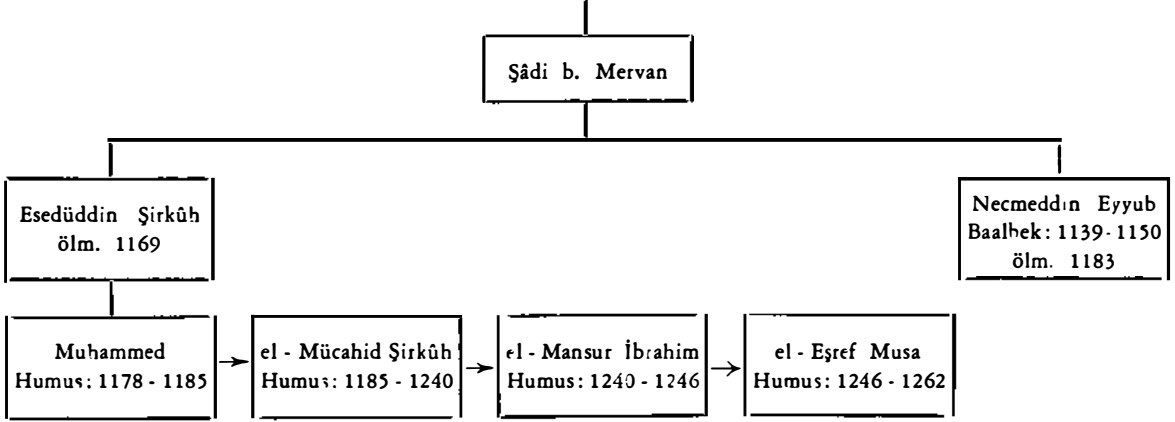 Şâdi b. Mervan
Esedüddin Şirkûh
ölm. 1169
Necmeddin Eyyub
Baalbek: 1139-1150
ölm. 1183
Muhammed
Humus: 1178 - 1185
el - Mücahid Şirkûh
Humus: 1185 - 1240
el - Mansur İbrahim
Humus: 1240 - 1246
el - Eşref Musa
Humus: 1246 - 1262